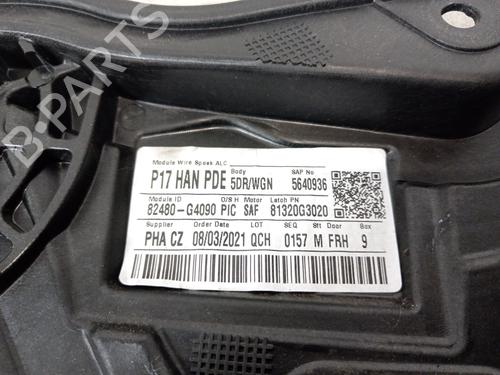 B-PARTS
Module Wire Spesk ALC
Body SAP No
P17 HAN PDE 5DR/WGN 5640936
Module ID O/S H Motor Latch PN
82480-G4090 PIC SAF 81320G3020
Supplier Prod Date LOT SEQ Sft Door Box
PHA CZ 08/03/2021 QCH 0157 M FRH 9